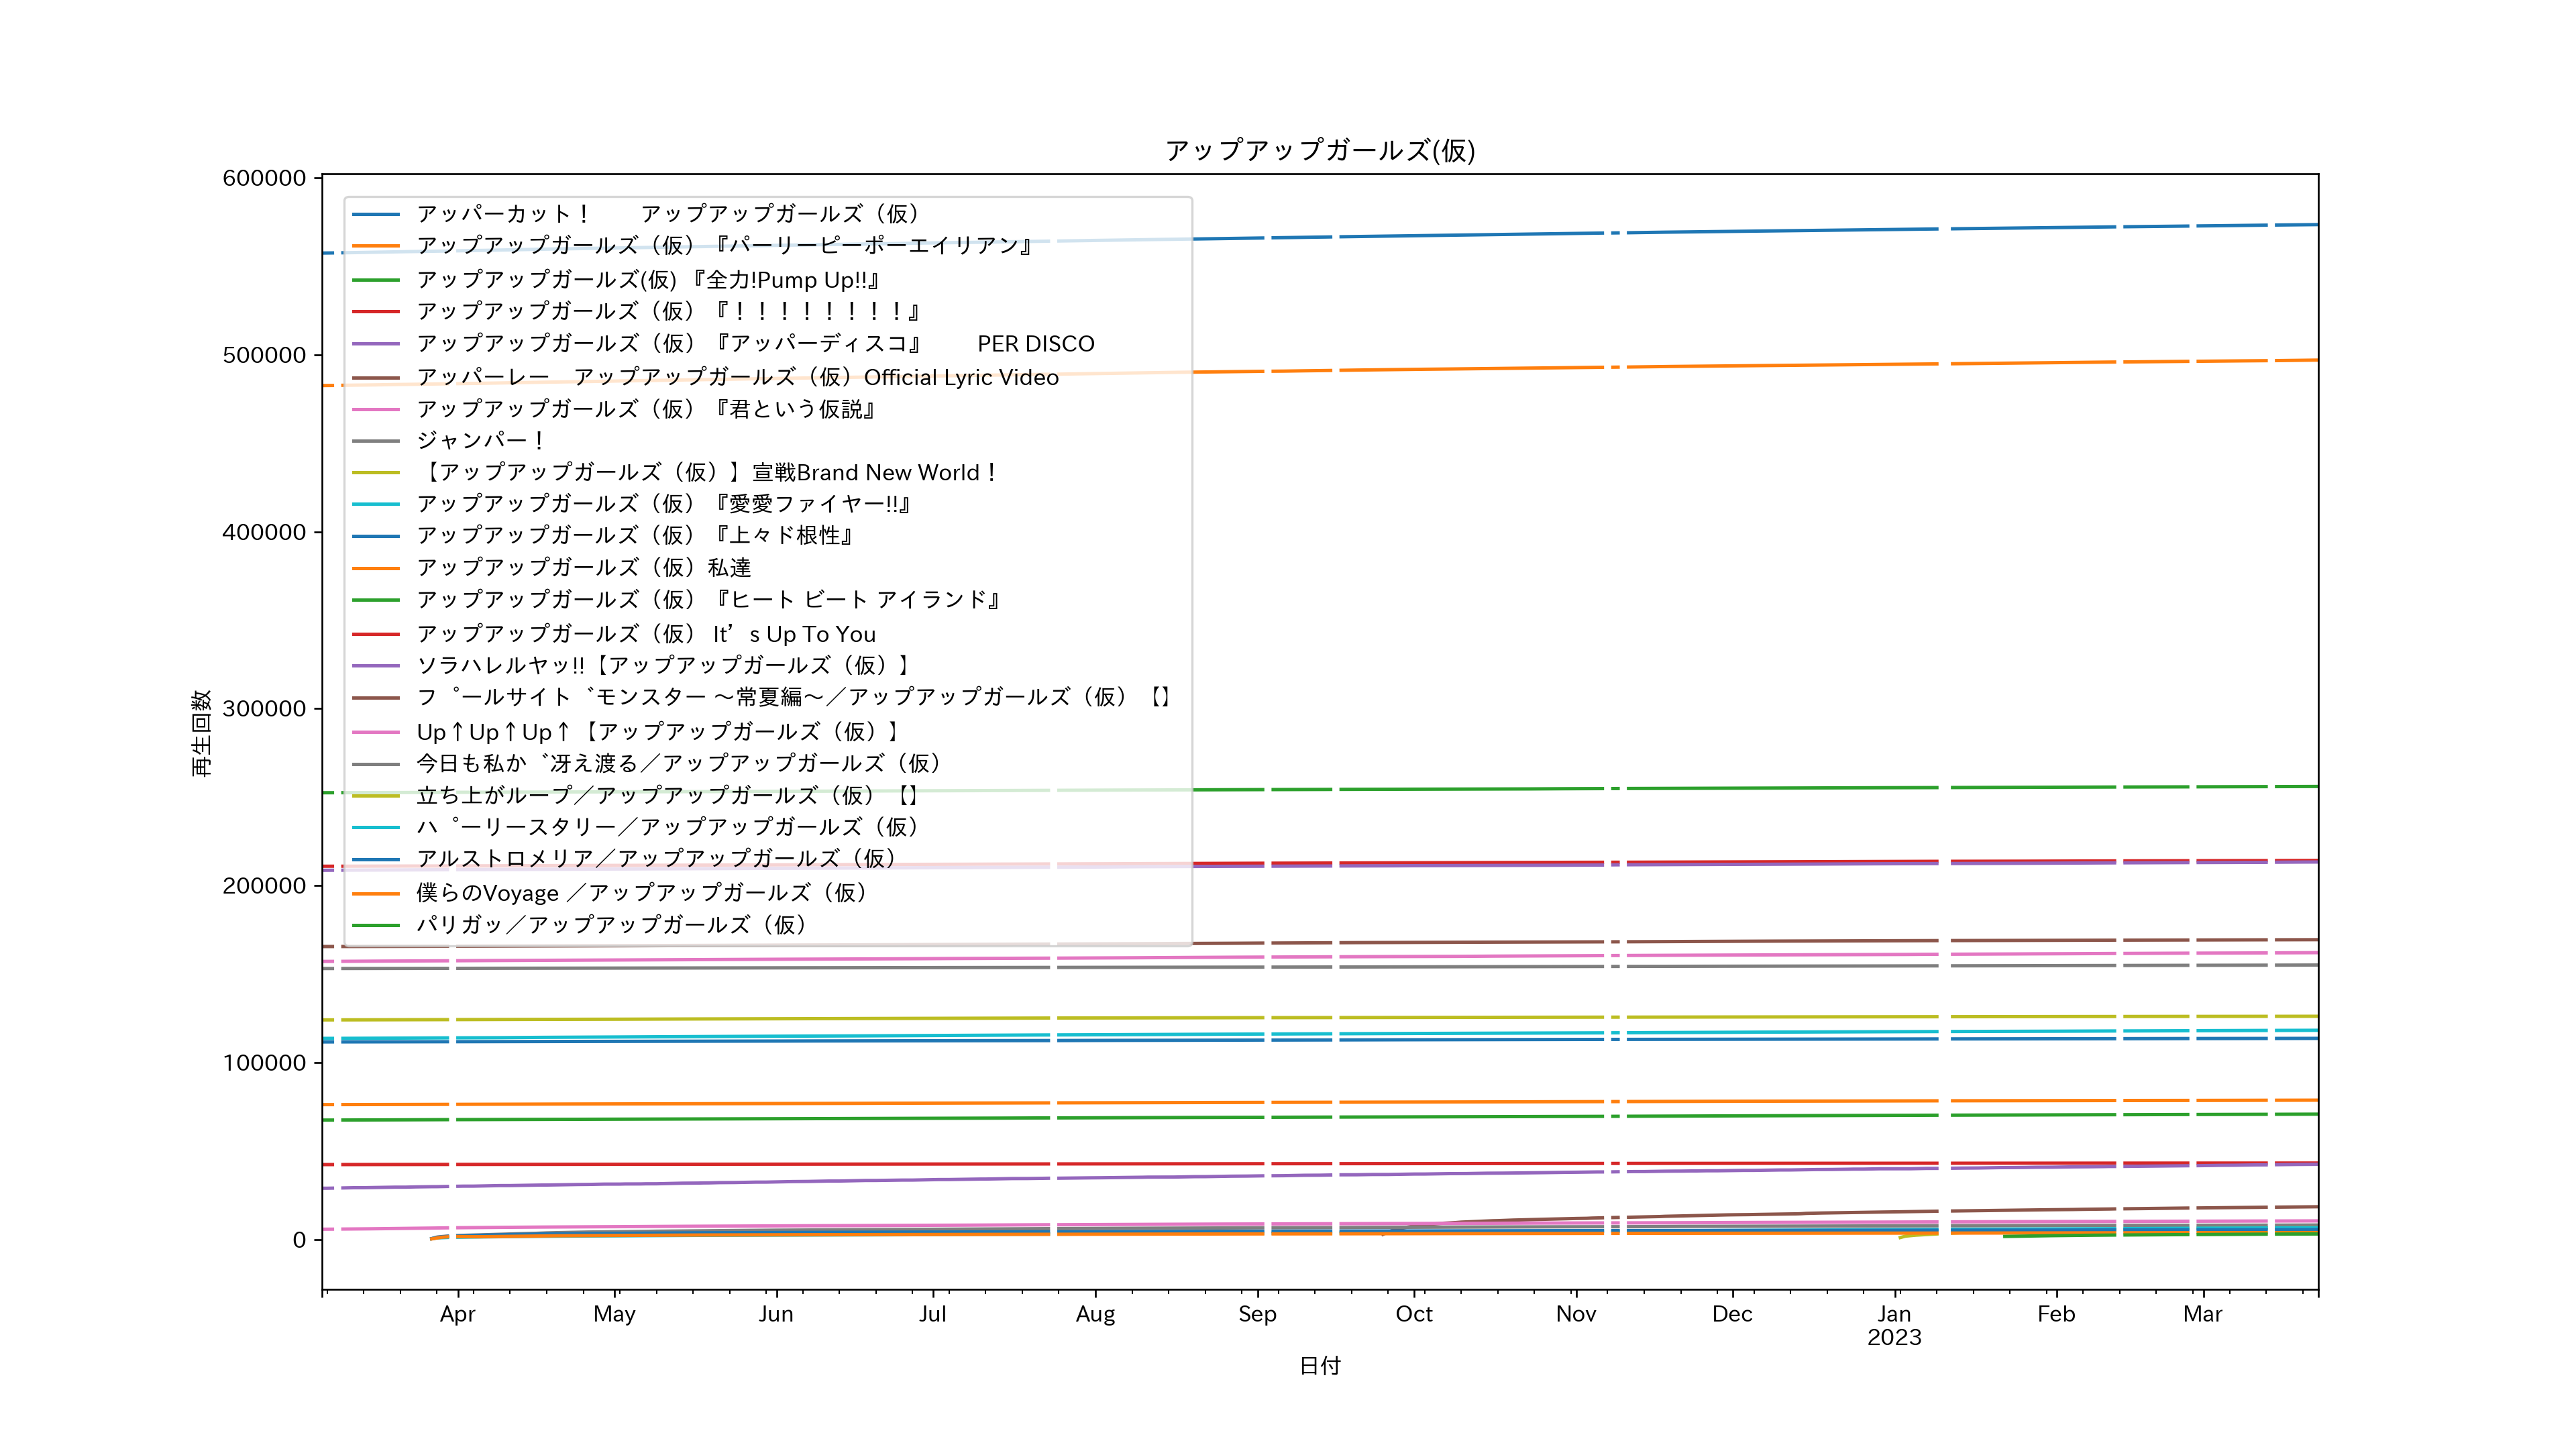 アップアップガールズ(仮)
600000
500000
400000
300000
200000
100000
0
再生回数
アッパーカット！　　アップアップガールズ（仮）
アップアップガールズ（仮）『パーリーピーポーエイリアン』
アップアップガールズ(仮) 『全力!Pump Up!!』
アップアップガールズ（仮）『！！！！！！！！』
アップアップガールズ（仮）『アッパーディスコ』　　PER DISCO
アッパーレー　アップアップガールズ（仮）Official Lyric Video
アップアップガールズ（仮）『君という仮説』
ジャンパー！
【アップアップガールズ（仮）】宣戦Brand New World！
アップアップガールズ（仮）『愛愛ファイヤー!!』
アップアップガールズ（仮）『上々ド根性』
アップアップガールズ（仮）私達
アップアップガールズ（仮）『ヒート ビート アイランド』
アップアップガールズ（仮） It’s Up To You
ソラハレルヤッ!!【アップアップガールズ（仮）】
フ゜ールサイト゛モンスター 〜常夏編〜／アップアップガールズ（仮）【】
Up↑Up↑Up↑【アップアップガールズ（仮）】
今日も私か゛冴え渡る／アップアップガールズ（仮）
立ち上がループ／アップアップガールズ（仮）【】
ハ゜ーリースタリー／アップアップガールズ（仮）
アルストロメリア／アップアップガールズ（仮）
僕らのVoyage ／アップアップガールズ（仮）
パリガッ／アップアップガールズ（仮）
Apr May Jun Jul Aug Sep Oct Nov Dec Jan Feb Mar
2023
日付